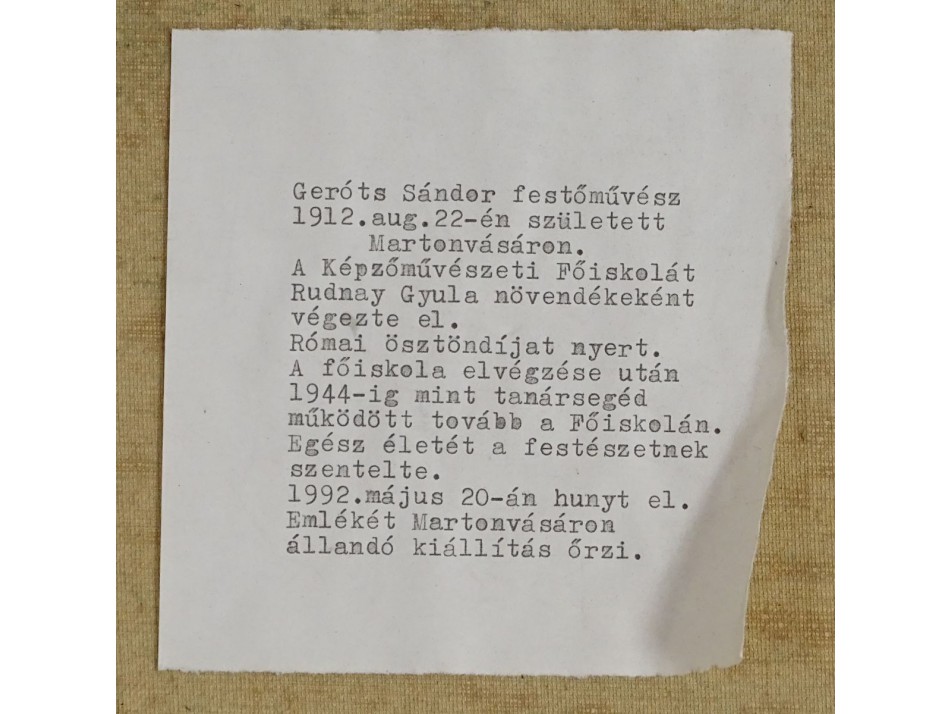 Geróts Sándor festőművész
1912.aug.22-én született
Martonvásáron.
A Képzőművészeti Főiskolát
Rudnay Gyula növendékeként
végezte el.
Római ösztöndíjat nyert.
A főiskola elvégzése után
1944-ig mint tanársegéd
működött tovább a Főiskolán.
Egész életét a festészetnek
szentelte.
1992.május 20-án hunyt el.
Emlékét Martonvásáron
állandó kiállítás őrzi.